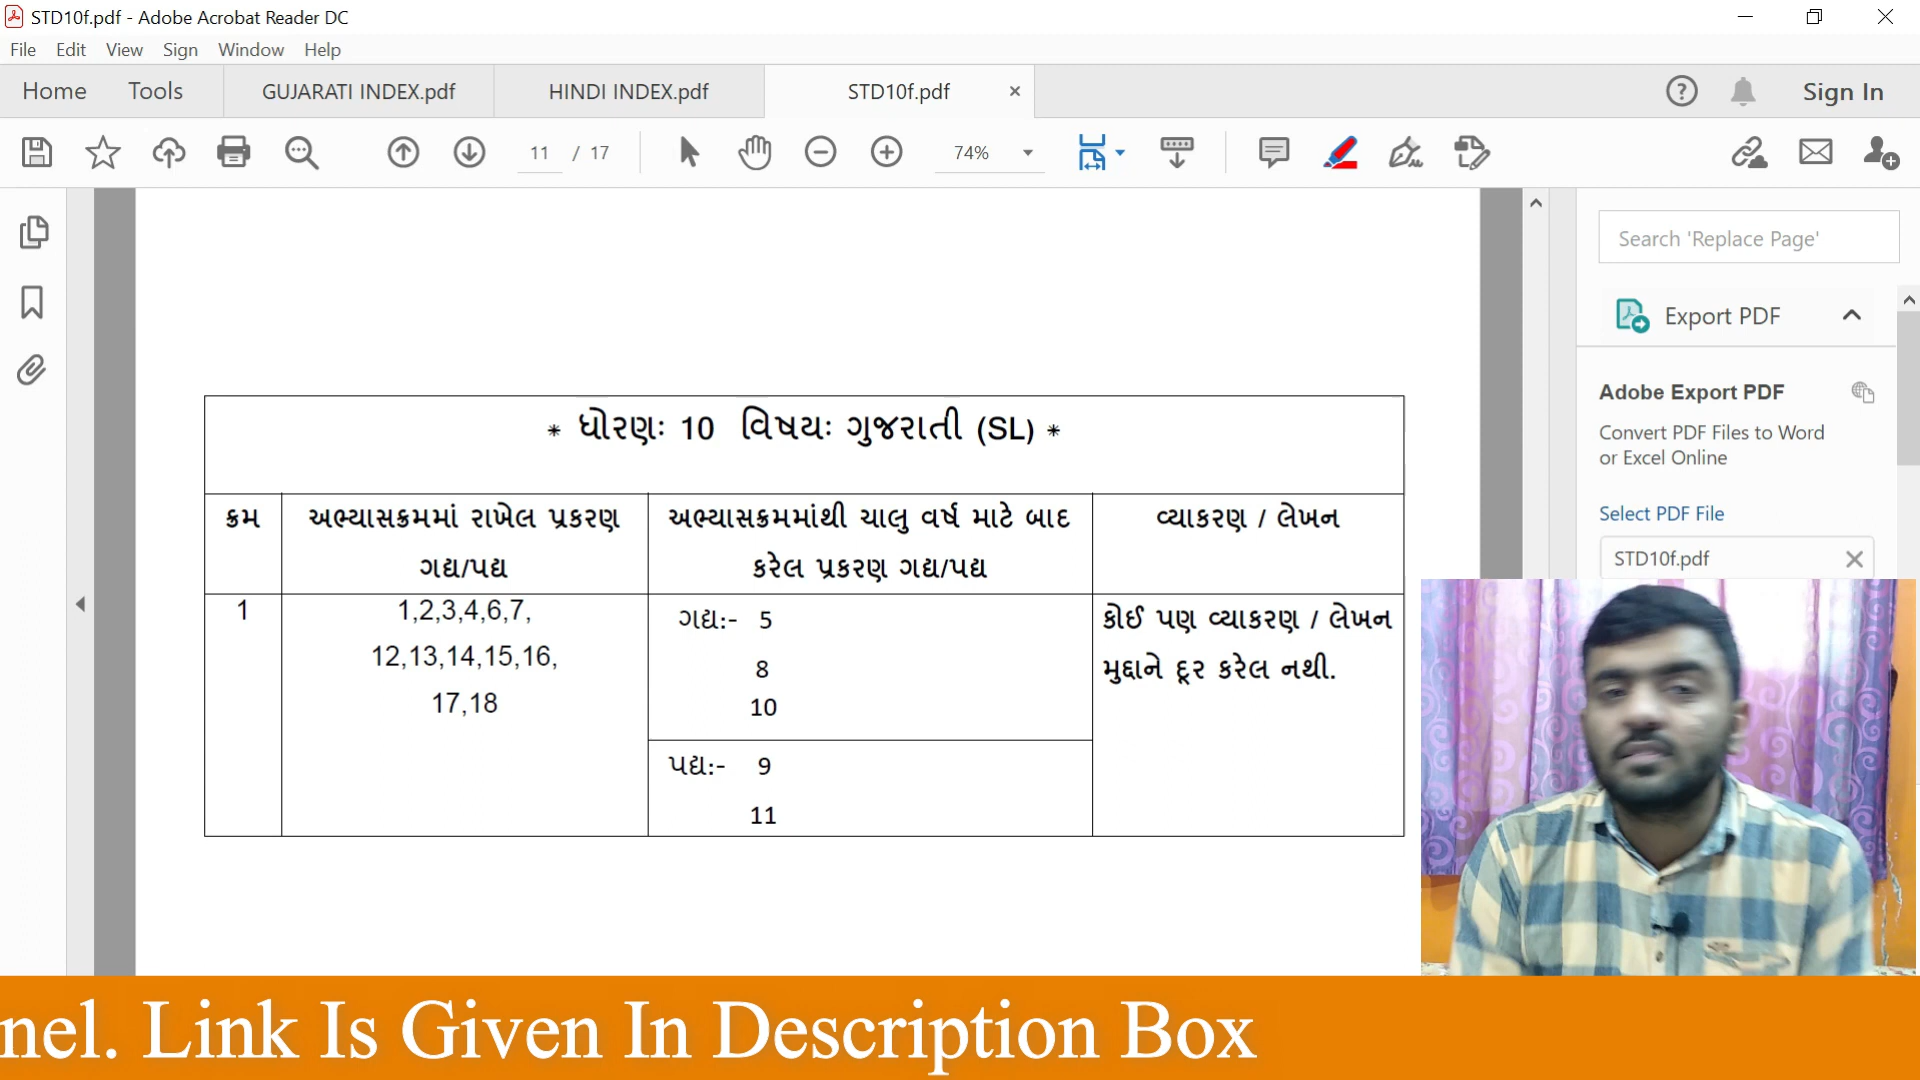 STD10f.pdf - Adobe Acrobat Reader DC
File Edit View Sign Window Help
Home Tools GUJARATI INDEX.pdf HINDI INDEX.pdf STD10f.pdf × Sign In
11 / 17 74%
Search 'Replace Page'
Export PDF
Adobe Export PDF
Convert PDF Files to Word
or Excel Online
Select PDF File
STD10f.pdf
* ધોરણઃ 10 વિષયઃ ગુજરાતી (SL) *
ક્રમ
અભ્યાસક્રમમાં રાખેલ પ્રકરણ
ગદ્ય/પદ્ય
અભ્યાસક્રમમાંથી ચાલુ વર્ષ માટે બાદ
કરેલ પ્રકરણ ગદ્ય/પદ્ય
વ્યાકરણ / લેખન
1
1,2,3,4,6,7,
12,13,14,15,16,
17,18
ગદ્યઃ- 5
8
10
પદ્યઃ- 9
11
કોઈ પણ વ્યાકરણ / લેખન
મુદ્દાને દૂર કરેલ નથી.
nel. Link Is Given In Description Box